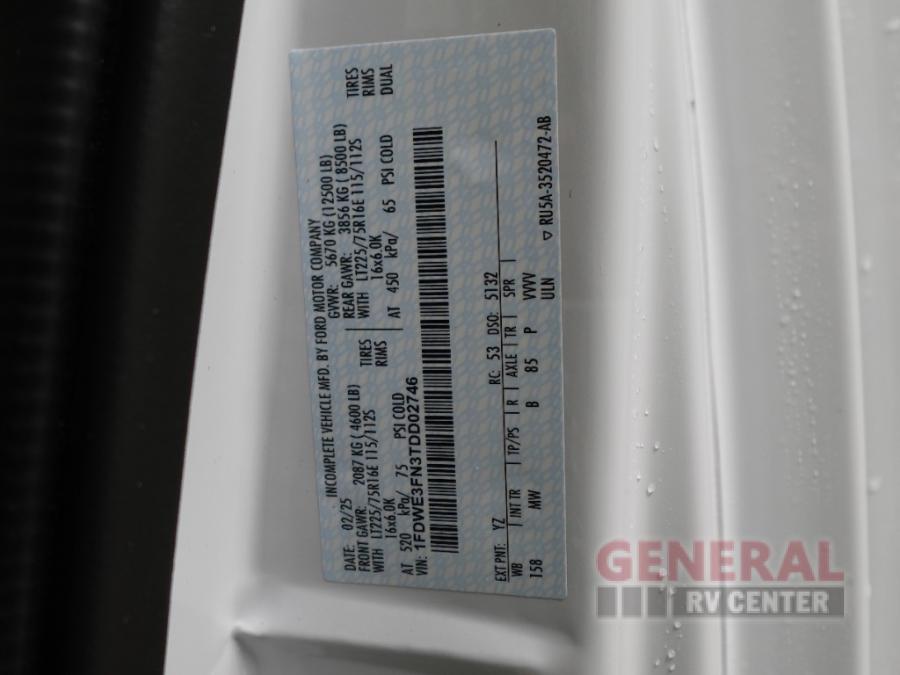 INCOMPLETE VEHICLE MFD. BY FORD MOTOR COMPANY
DATE: 02/25 GVWR: 5670 KG (12500 LB)
FRONT GAWR: 2087 KG ( 4600 LB) REAR GAWR: 3856 KG ( 8500 LB)
WITH LT225/75R16E 115/112S TIRES WITH LT225/75R16E 115/112S TIRES
16x6.0K RIMS 16x6.0K RIMS
AT 520 kPa/ 75 PSI COLD AT 450 kPa/ 65 PSI COLD DUAL
VIN: 1FDWE3FN3TDD02746
EXT PNT: YZ RC: 53 DSO: 5132
WB INT TR TP/PS R AXLE TR SPR
158 MW B 85 P VVVV
ULN
▽ RU5A-3520472-AB
GENERAL
RV CENTER